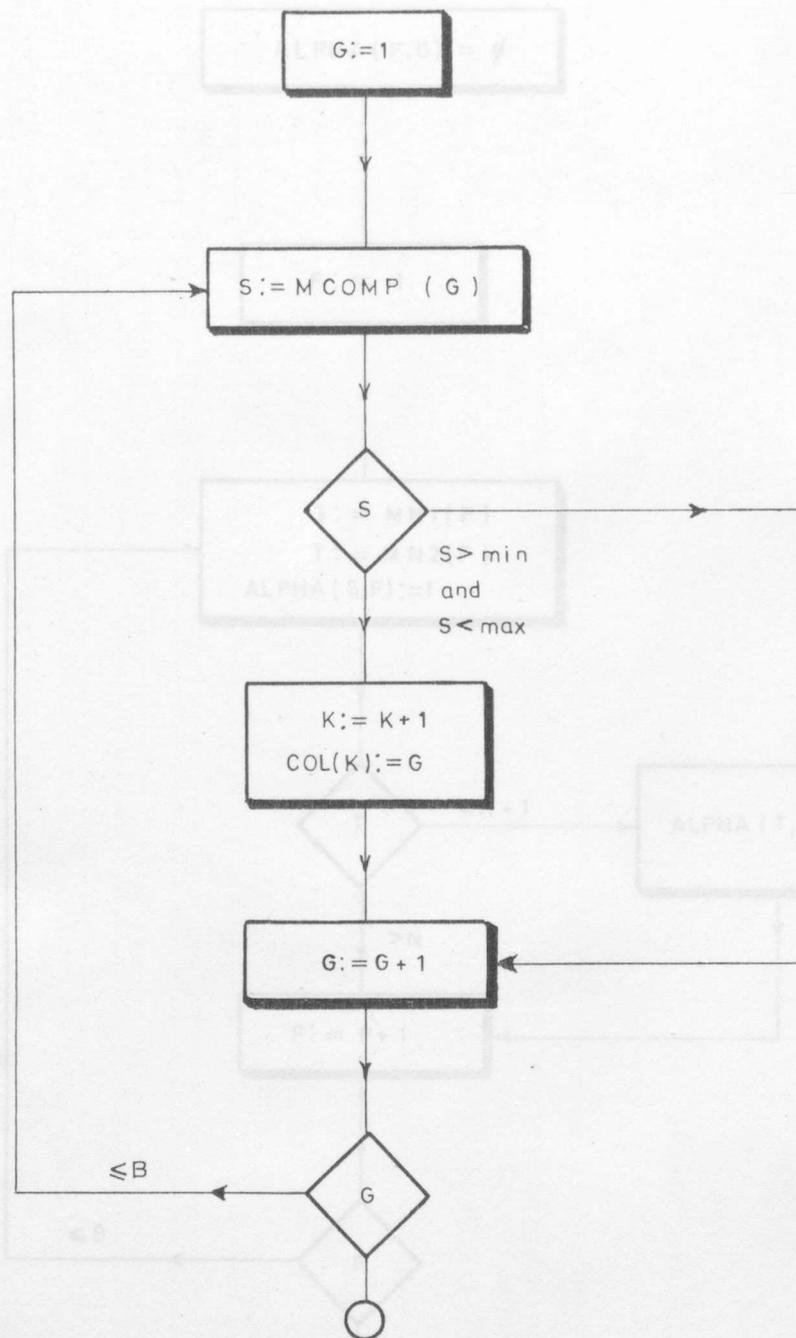 G:=1
S:= MCOMP (G)
S
S> min
and
S< max
K:= K+1
COL(K):= G
G:= G+1
≤B
G